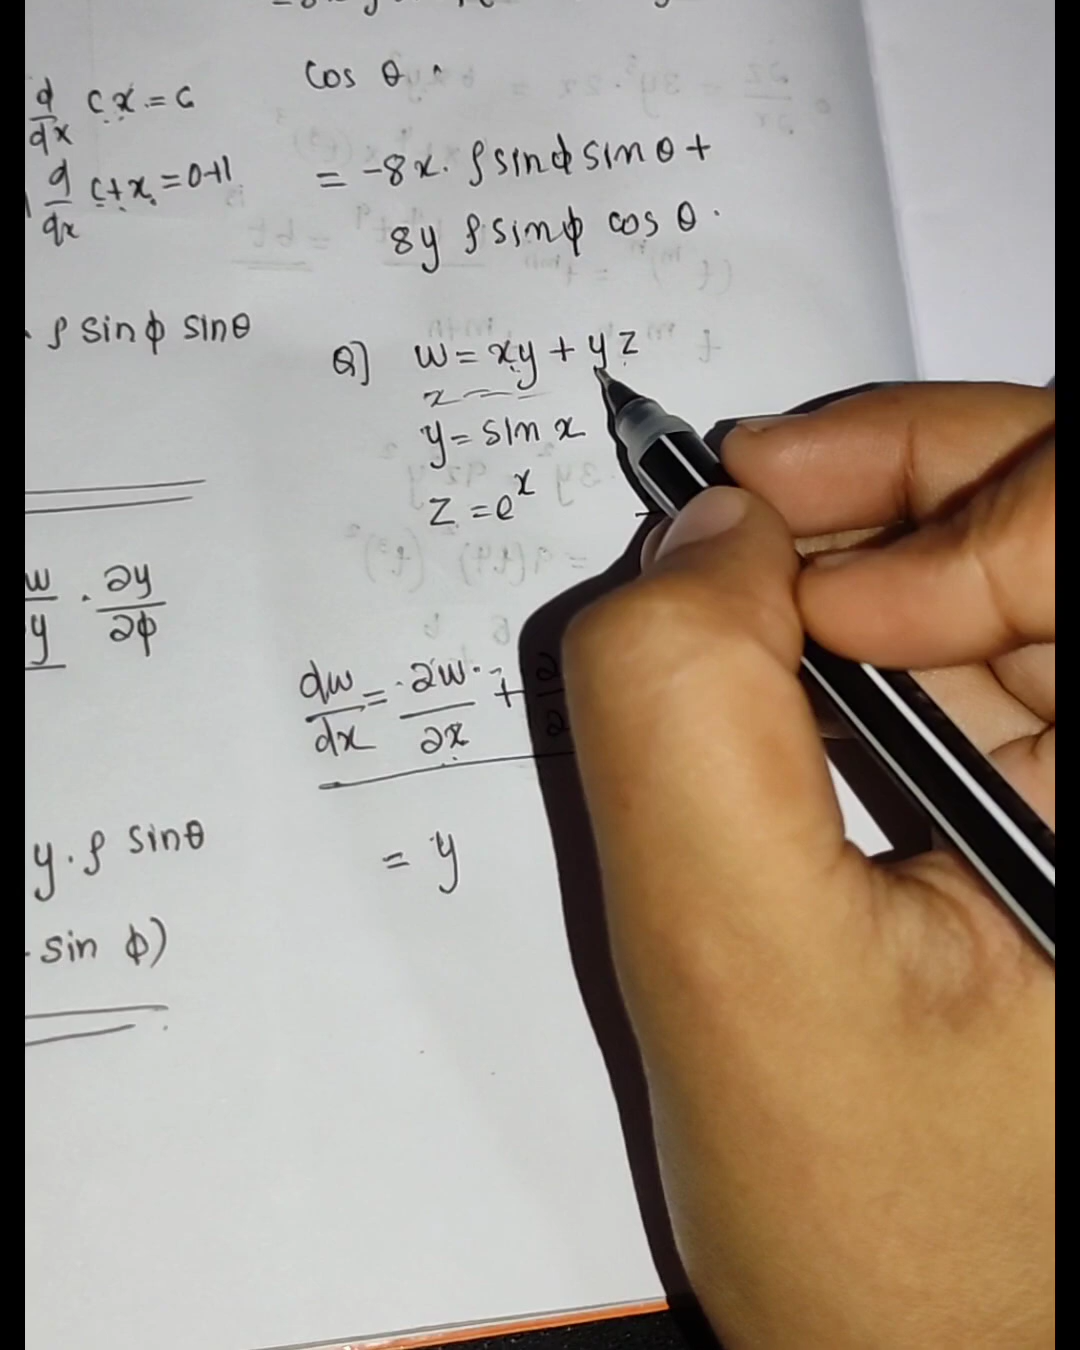 d/dx cx = c
d/dx c+x = 0+1
ρ sinϕ sinθ
w/y · ∂y/∂ϕ
y·ρ sinθ
· sin ϕ)
cos θ ·
= -8x· ρ sinϕ sinθ +
8y ρ sinϕ cos θ ·
Q] w = xy + yz
y = sin x
z = e^x
dw/dx = ∂w/∂x +
= y